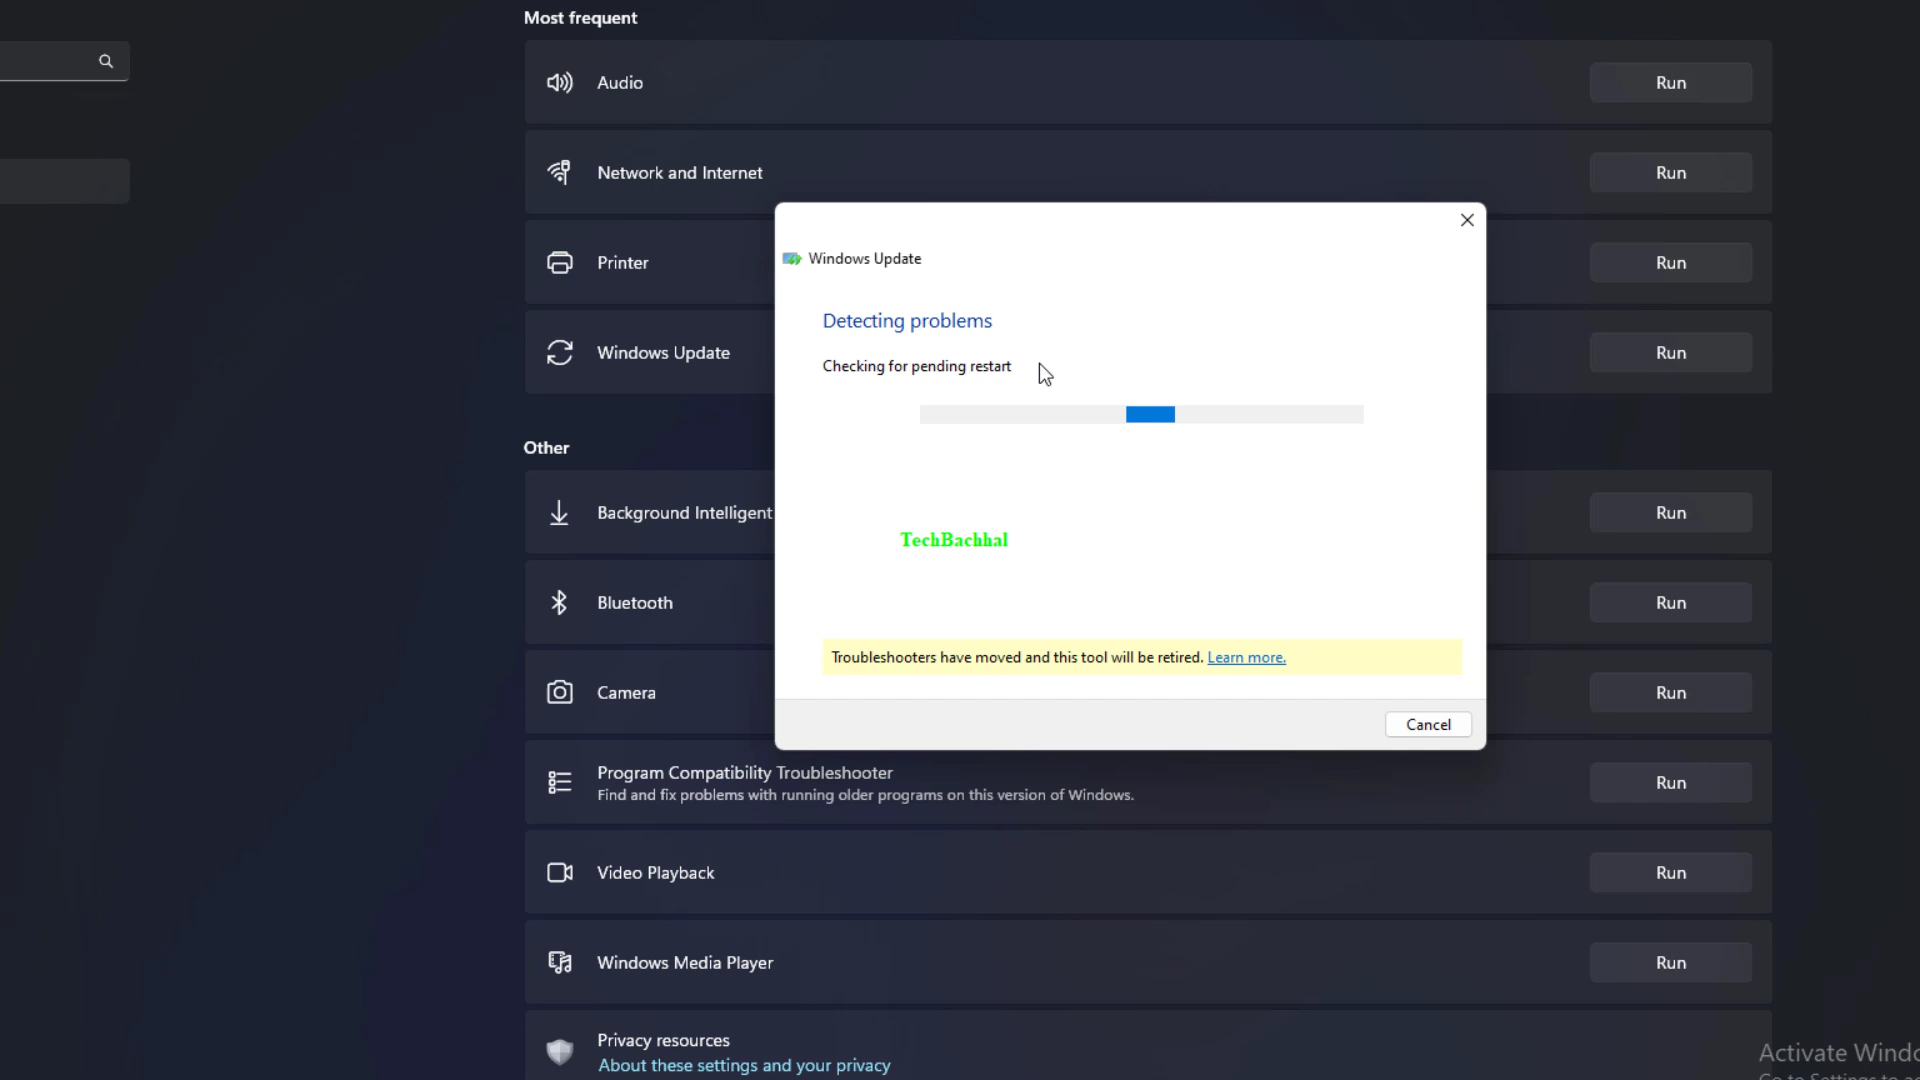 Most frequent
Audio
Run
Network and Internet
Run
Printer
Run
Windows Update
Run
Windows Update
Detecting problems
Checking for pending restart
TechBachhal
Troubleshooters have moved and this tool will be retired. Learn more.
Cancel
Other
Background Intelligent
Run
Bluetooth
Run
Camera
Run
Program Compatibility Troubleshooter
Find and fix problems with running older programs on this version of Windows.
Run
Video Playback
Run
Windows Media Player
Run
Privacy resources
About these settings and your privacy
Activate Windo